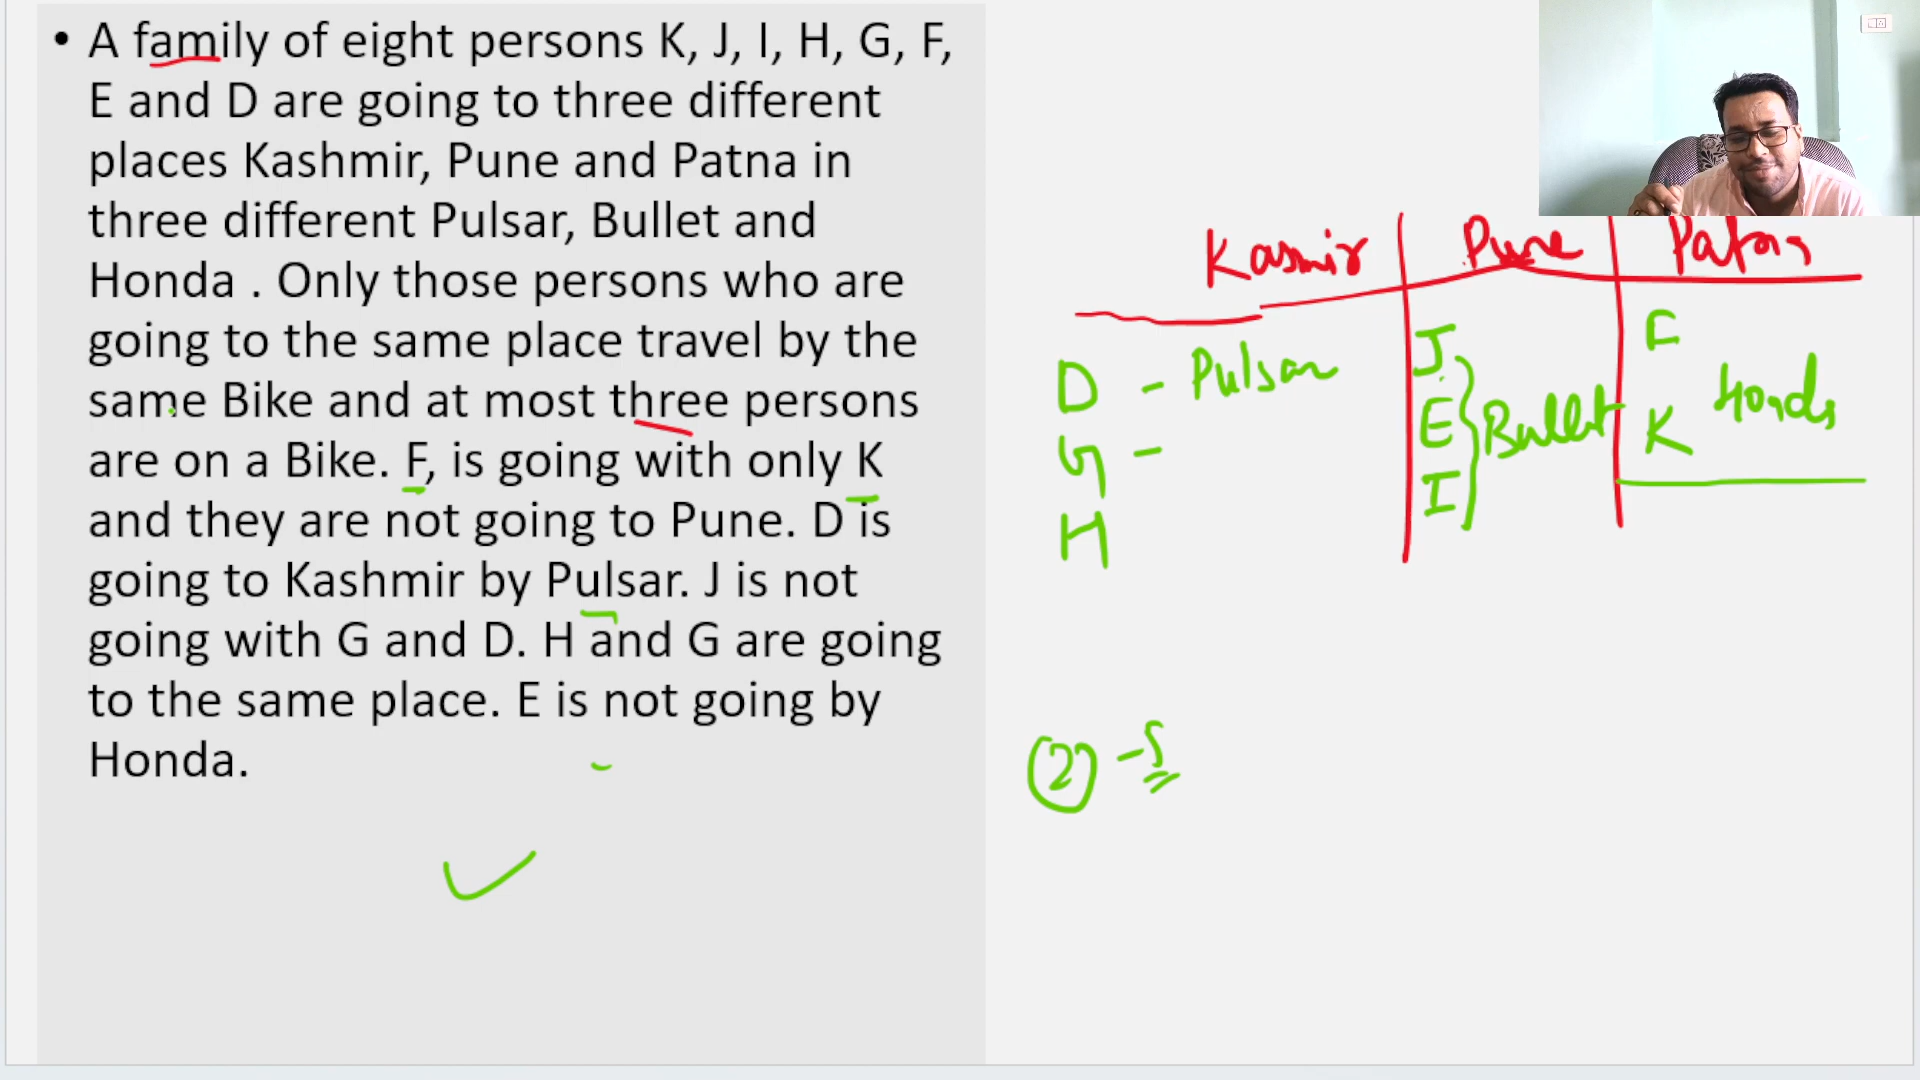 • A family of eight persons K, J, I, H, G, F,
E and D are going to three different
places Kashmir, Pune and Patna in
three different Pulsar, Bullet and
Honda . Only those persons who are
going to the same place travel by the
same Bike and at most three persons
are on a Bike. F, is going with only K
and they are not going to Pune. D is
going to Kashmir by Pulsar. J is not
going with G and D. H and G are going
to the same place. E is not going by
Honda.
Kasmir Pune Patna
D - Pulsar
G -
H
J
E
I
Bullet
F
K
Honda
2 - 5